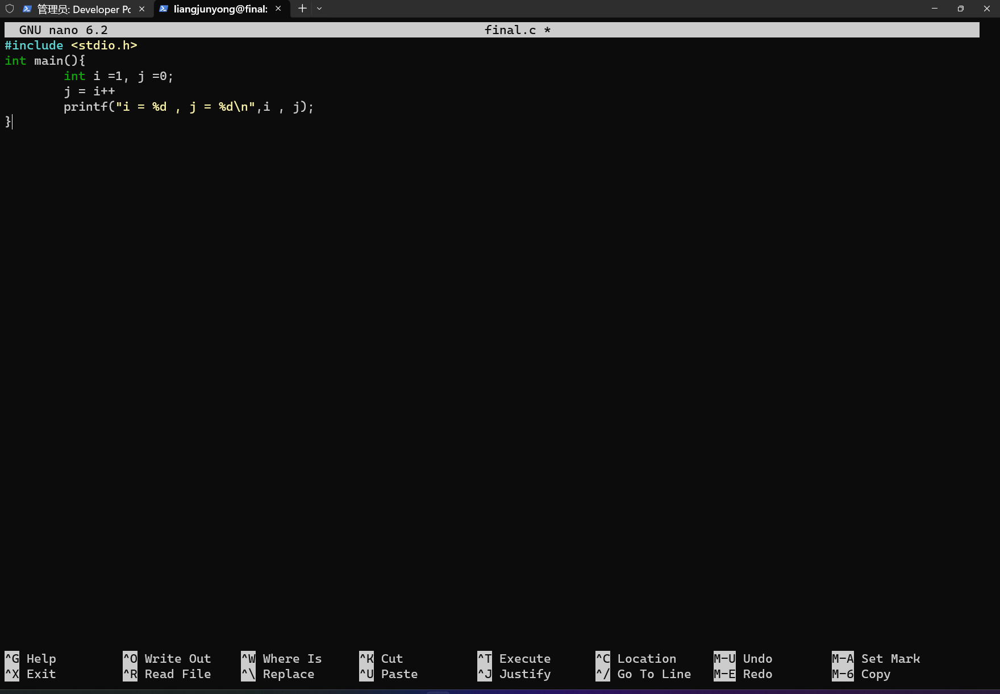 管理员: Developer Pc
liangjunyong@final:
GNU nano 6.2 final.c *
#include <stdio.h>
int main(){
        int i =1, j =0;
        j = i++
        printf("i = %d , j = %d\n",i , j);
}
^G Help ^O Write Out ^W Where Is ^K Cut ^T Execute ^C Location M-U Undo M-A Set Mark
^X Exit ^R Read File ^\ Replace ^U Paste ^J Justify ^/ Go To Line M-E Redo M-6 Copy